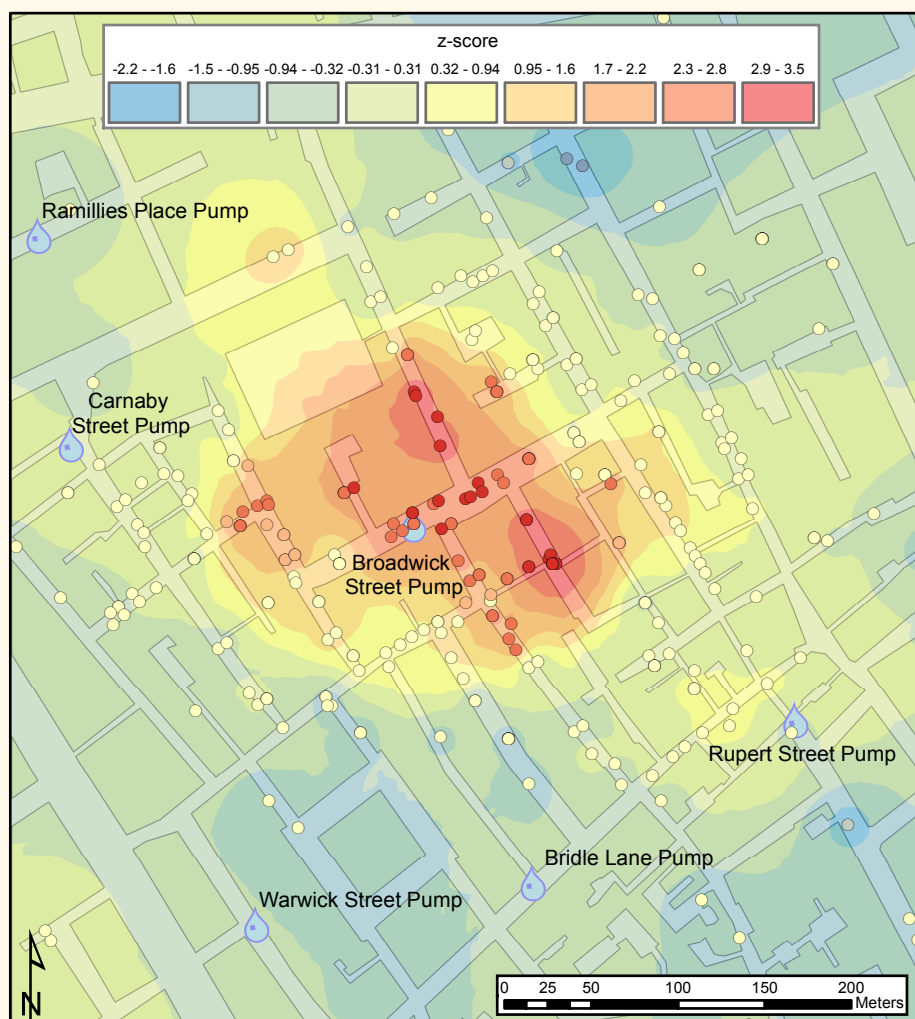 z-score
-2.2 - -1.6 -1.5 - -0.95 -0.94 - -0.32 -0.31 - 0.31 0.32 - 0.94 0.95 - 1.6 1.7 - 2.2 2.3 - 2.8 2.9 - 3.5
Ramillies Place Pump
Carnaby
Street Pump
Broadwick
Street Pump
Rupert Street Pump
Bridle Lane Pump
Warwick Street Pump
N
0 25 50 100 150 200
Meters